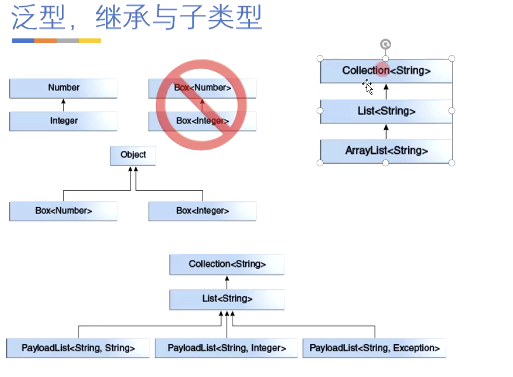 泛型，继承与子类型
Number
Integer
Box<Number>
Box<Integer>
Object
Box<Number>
Box<Integer>
Collection<String>
List<String>
ArrayList<String>
Collection<String>
List<String>
PayloadList<String, String>
PayloadList<String, Integer>
PayloadList<String, Exception>